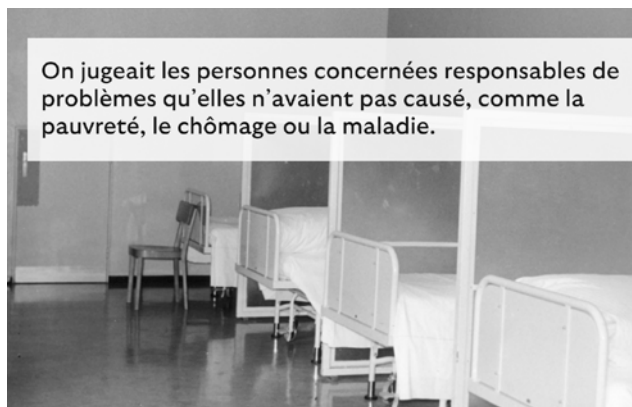 On jugeait les personnes concernées responsables de
problèmes qu'elles n'avaient pas causé, comme la
pauvreté, le chômage ou la maladie.